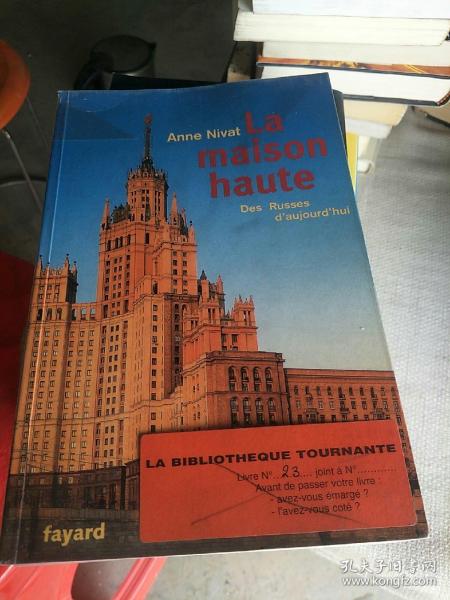 Anne Nivat La
maison
haute
Des Russes
d'aujourd'hui
LA BIBLIOTHEQUE TOURNANTE
Livre N°..23.... joint à N°............
Avant de passer votre livre :
- avez-vous émargé ?
- l'avez-vous coté ?
fayard
孔夫子旧书网
www.kongfz.com